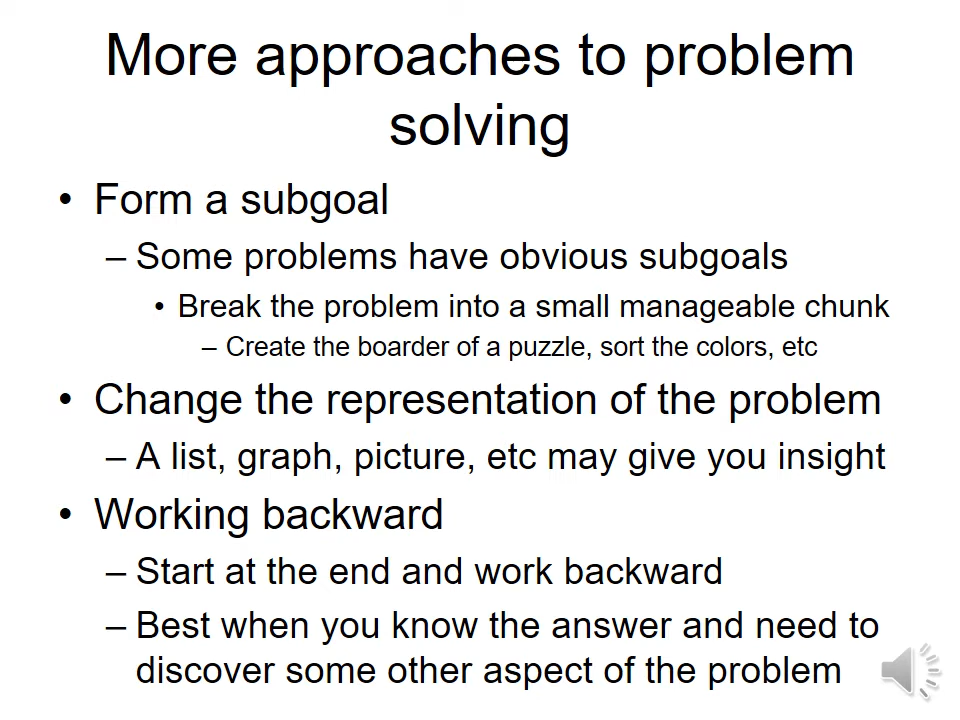 More approaches to problem
solving
• Form a subgoal
– Some problems have obvious subgoals
• Break the problem into a small manageable chunk
– Create the boarder of a puzzle, sort the colors, etc
• Change the representation of the problem
– A list, graph, picture, etc may give you insight
• Working backward
– Start at the end and work backward
– Best when you know the answer and need to
discover some other aspect of the problem